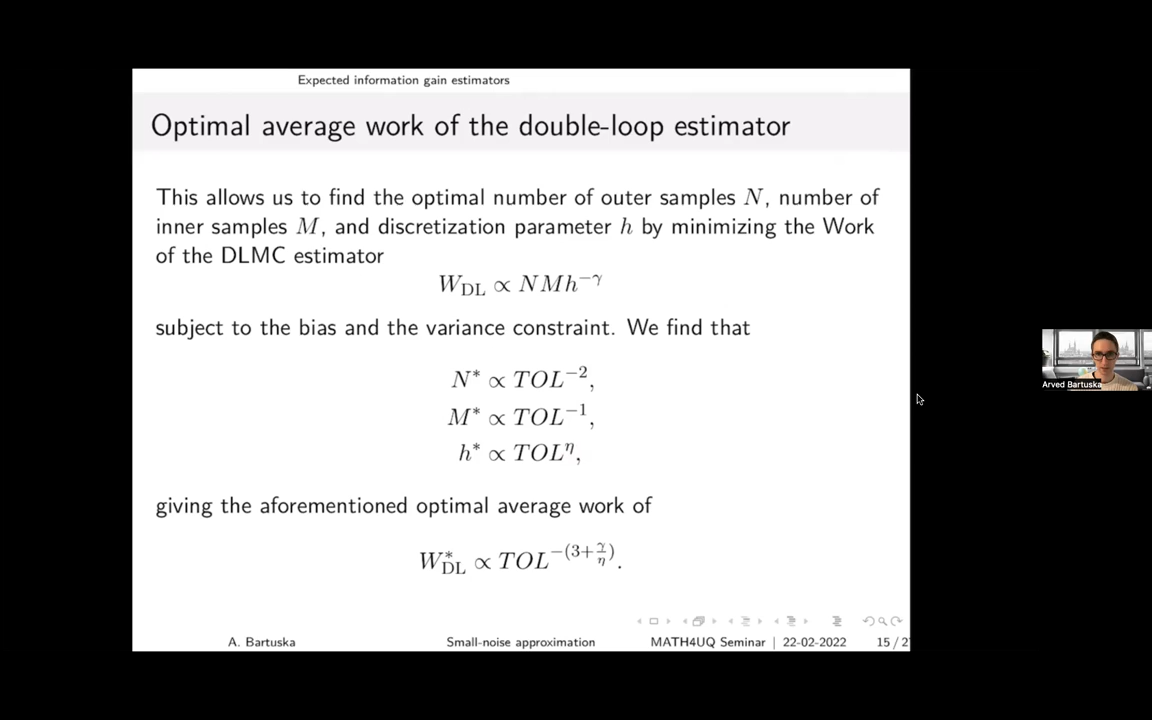 Expected information gain estimators
Optimal average work of the double-loop estimator
This allows us to find the optimal number of outer samples N, number of
inner samples M, and discretization parameter h by minimizing the Work
of the DLMC estimator
W_DL ∝ NMh^{−γ}
subject to the bias and the variance constraint. We find that
N* ∝ TOL^{−2},
M* ∝ TOL^{−1},
h* ∝ TOL^{η},
giving the aforementioned optimal average work of
W*_DL ∝ TOL^{−(3+γ/η)}.
A. Bartuska Small-noise approximation MATH4UQ Seminar | 22-02-2022 15 / 2
Arved Bartuska